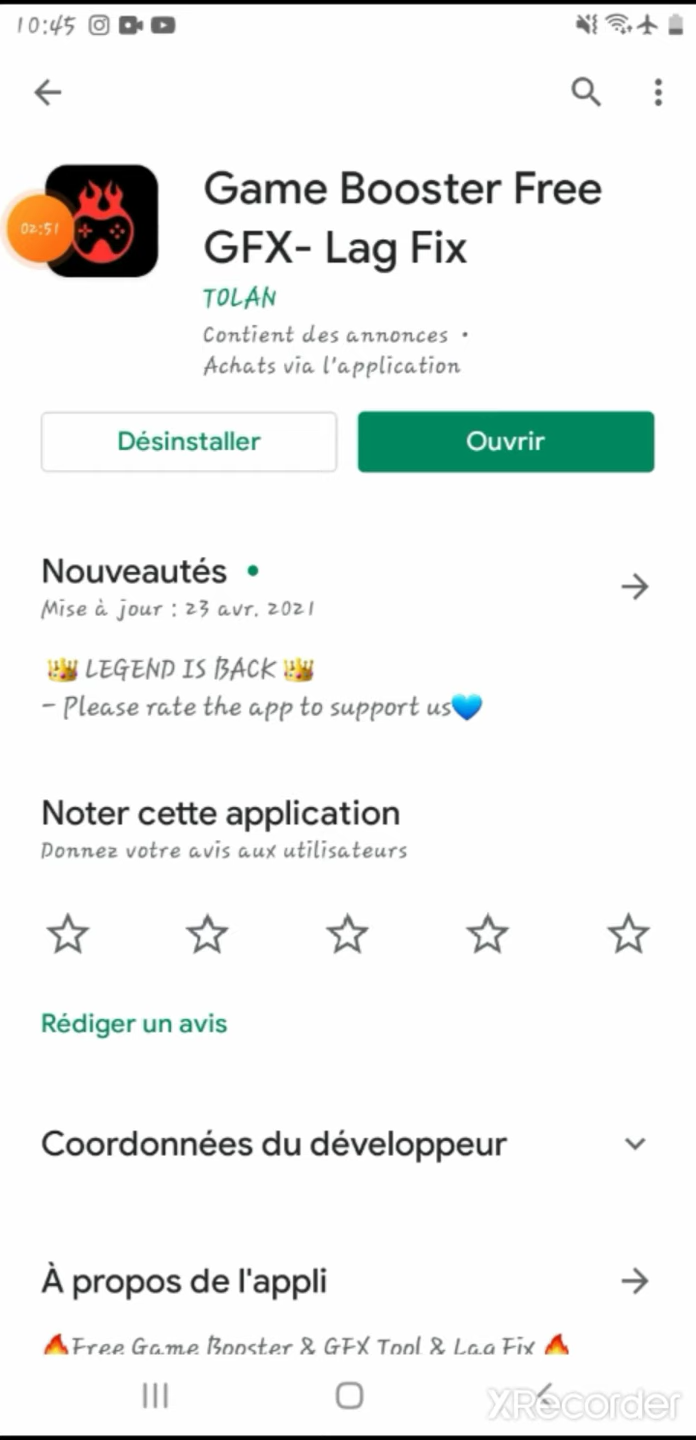 10:45
Game Booster Free
GFX- Lag Fix
02:51
TOLAN
Contient des annonces •
Achats via l'application
Désinstaller
Ouvrir
Nouveautés •
Mise à jour : 23 avr. 2021
👑 LEGEND IS BACK 👑
- Please rate the app to support us💙
Noter cette application
Donnez votre avis aux utilisateurs
Rédiger un avis
Coordonnées du développeur
À propos de l'appli
🔥Free Game Booster & GFX Tool & Lag Fix 🔥
XRecorder